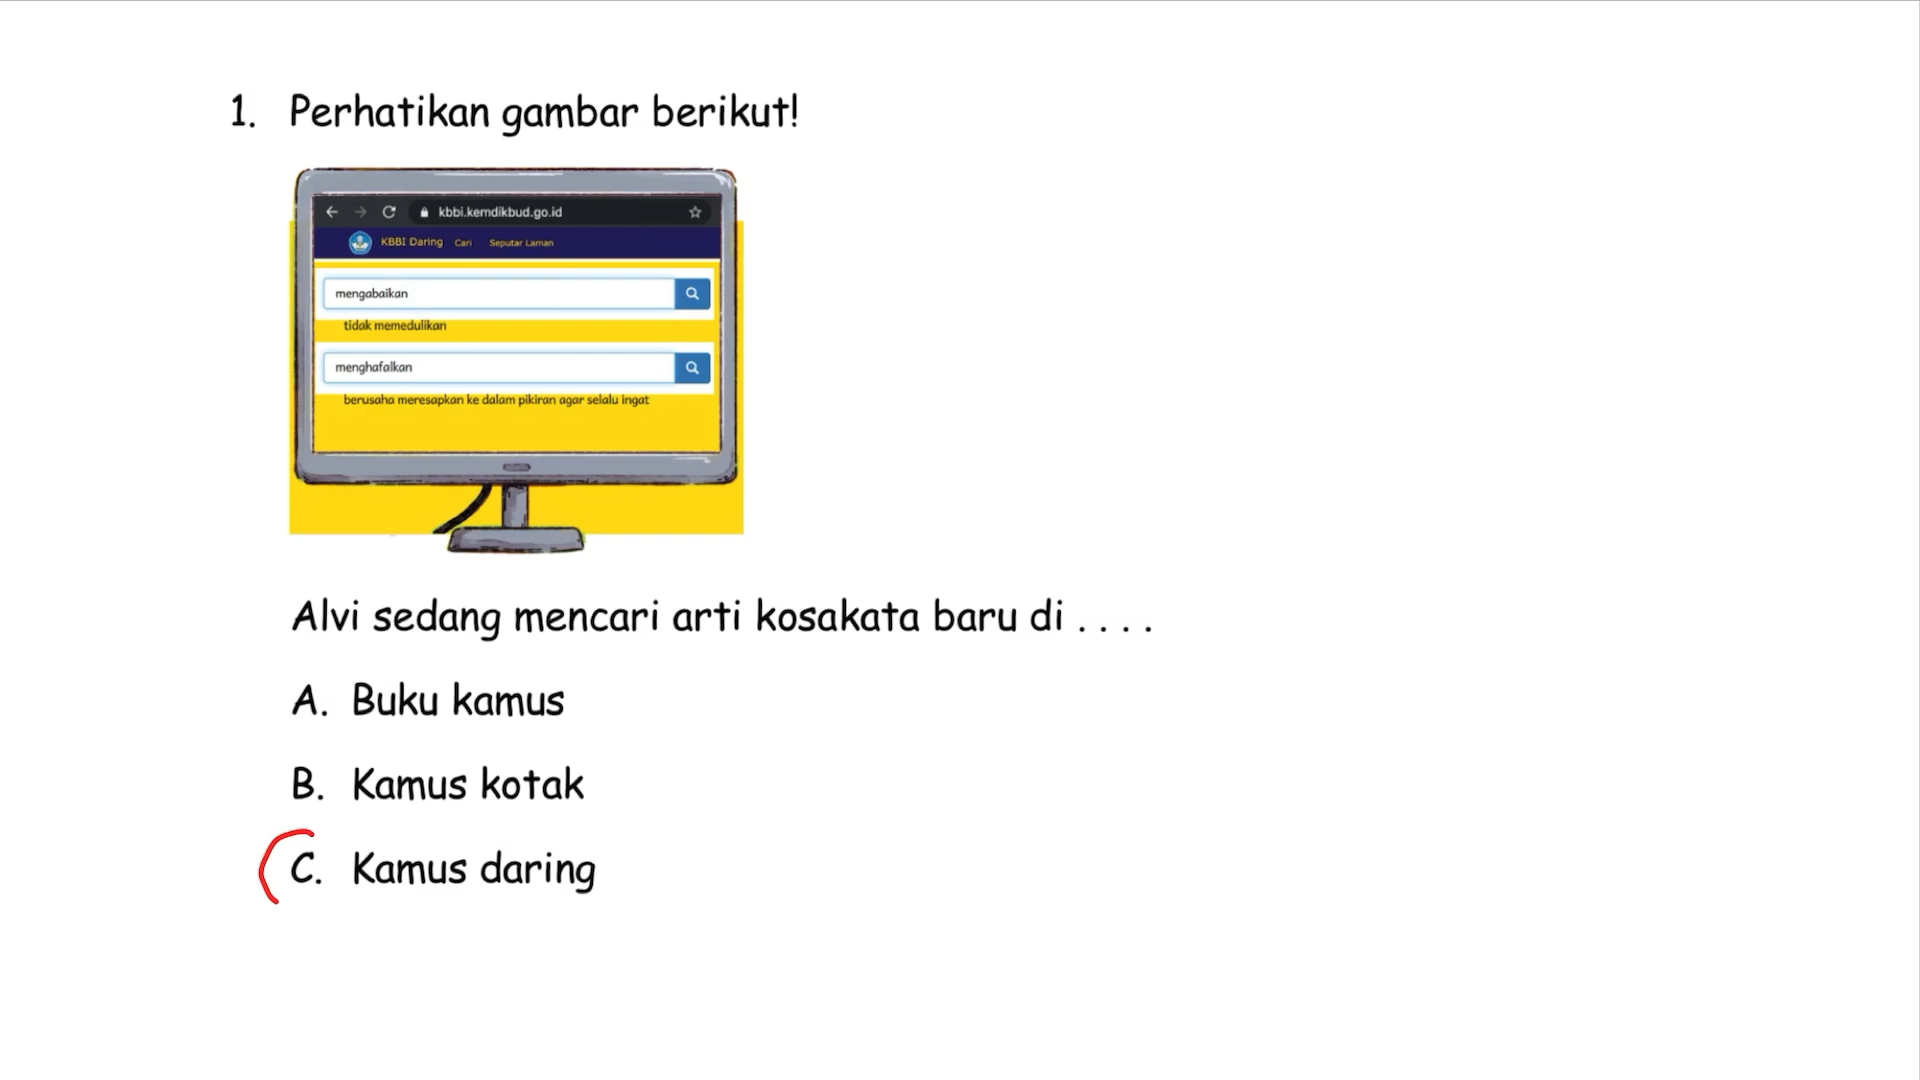 1. Perhatikan gambar berikut!
kbbi.kemdikbud.go.id
KBBI Daring Cari Seputar Laman
mengabaikan
tidak memedulikan
menghafalkan
berusaha meresapkan ke dalam pikiran agar selalu ingat
Alvi sedang mencari arti kosakata baru di . . . .
A. Buku kamus
B. Kamus kotak
C. Kamus daring